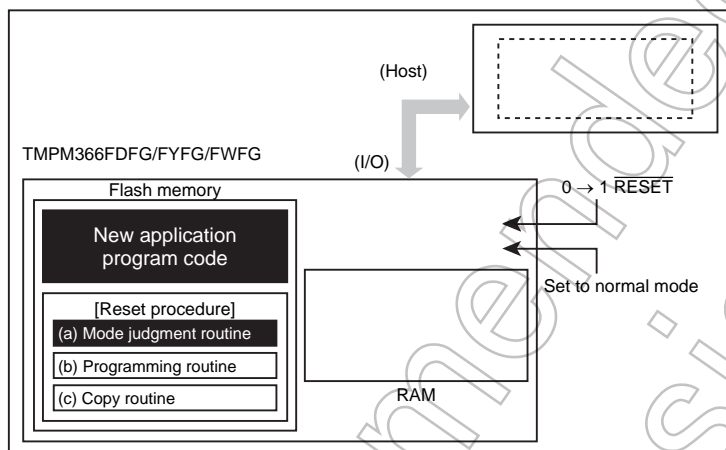 (Host)
TMPM366FDFG/FYFG/FWFG
(I/O)
Flash memory
0 → 1 RESET
New application
program code
Set to normal mode
[Reset procedure]
(a) Mode judgment routine
(b) Programming routine
(c) Copy routine
RAM